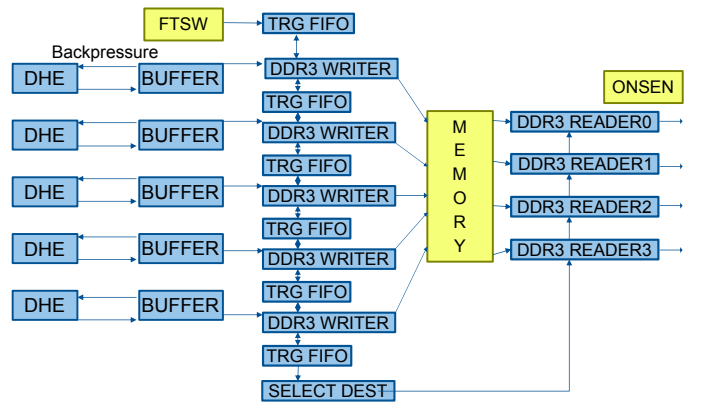 FTSW
TRG FIFO
Backpressure
DHE
BUFFER
DDR3 WRITER
ONSEN
TRG FIFO
DHE
BUFFER
DDR3 WRITER
TRG FIFO
DHE
BUFFER
DDR3 WRITER
TRG FIFO
DHE
BUFFER
DDR3 WRITER
TRG FIFO
DHE
BUFFER
DDR3 WRITER
TRG FIFO
SELECT DEST
M
E
M
O
R
Y
DDR3 READER0
DDR3 READER1
DDR3 READER2
DDR3 READER3